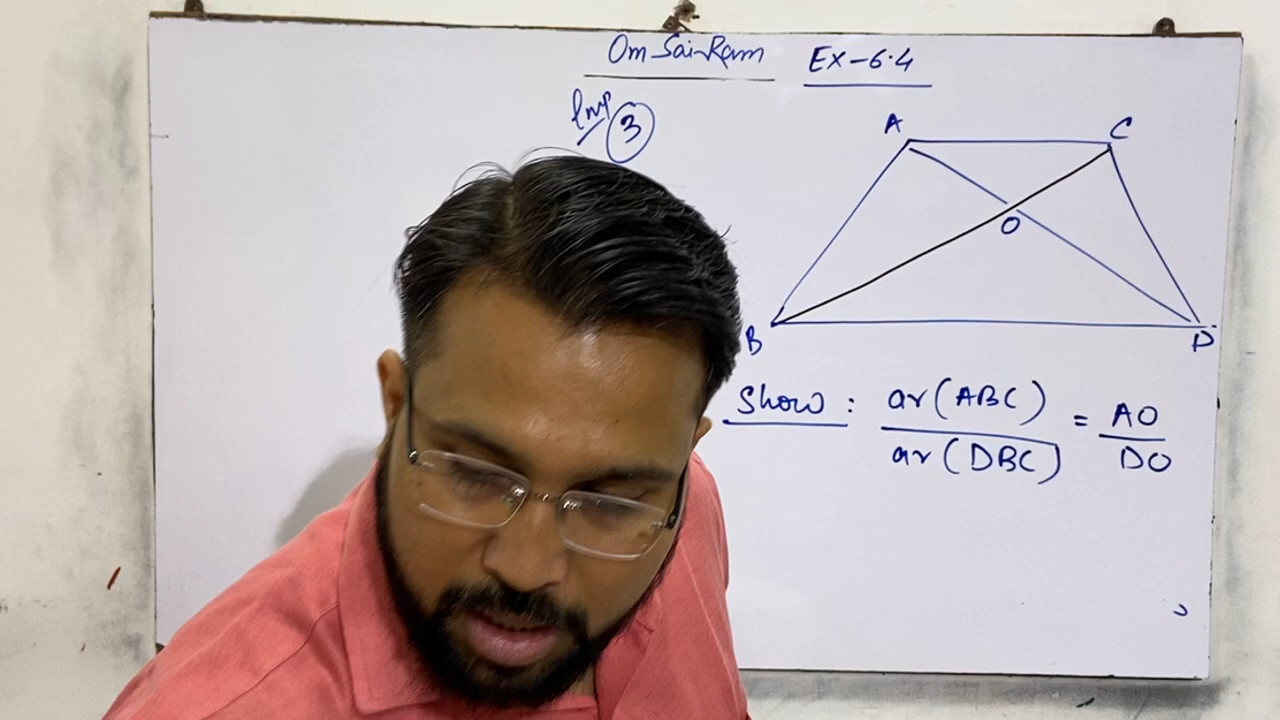 Om Sai Ram
Ex-6.4
Imp
3
A
C
O
B
D
Show : ar(ABC) = AO
ar(DBC) DO